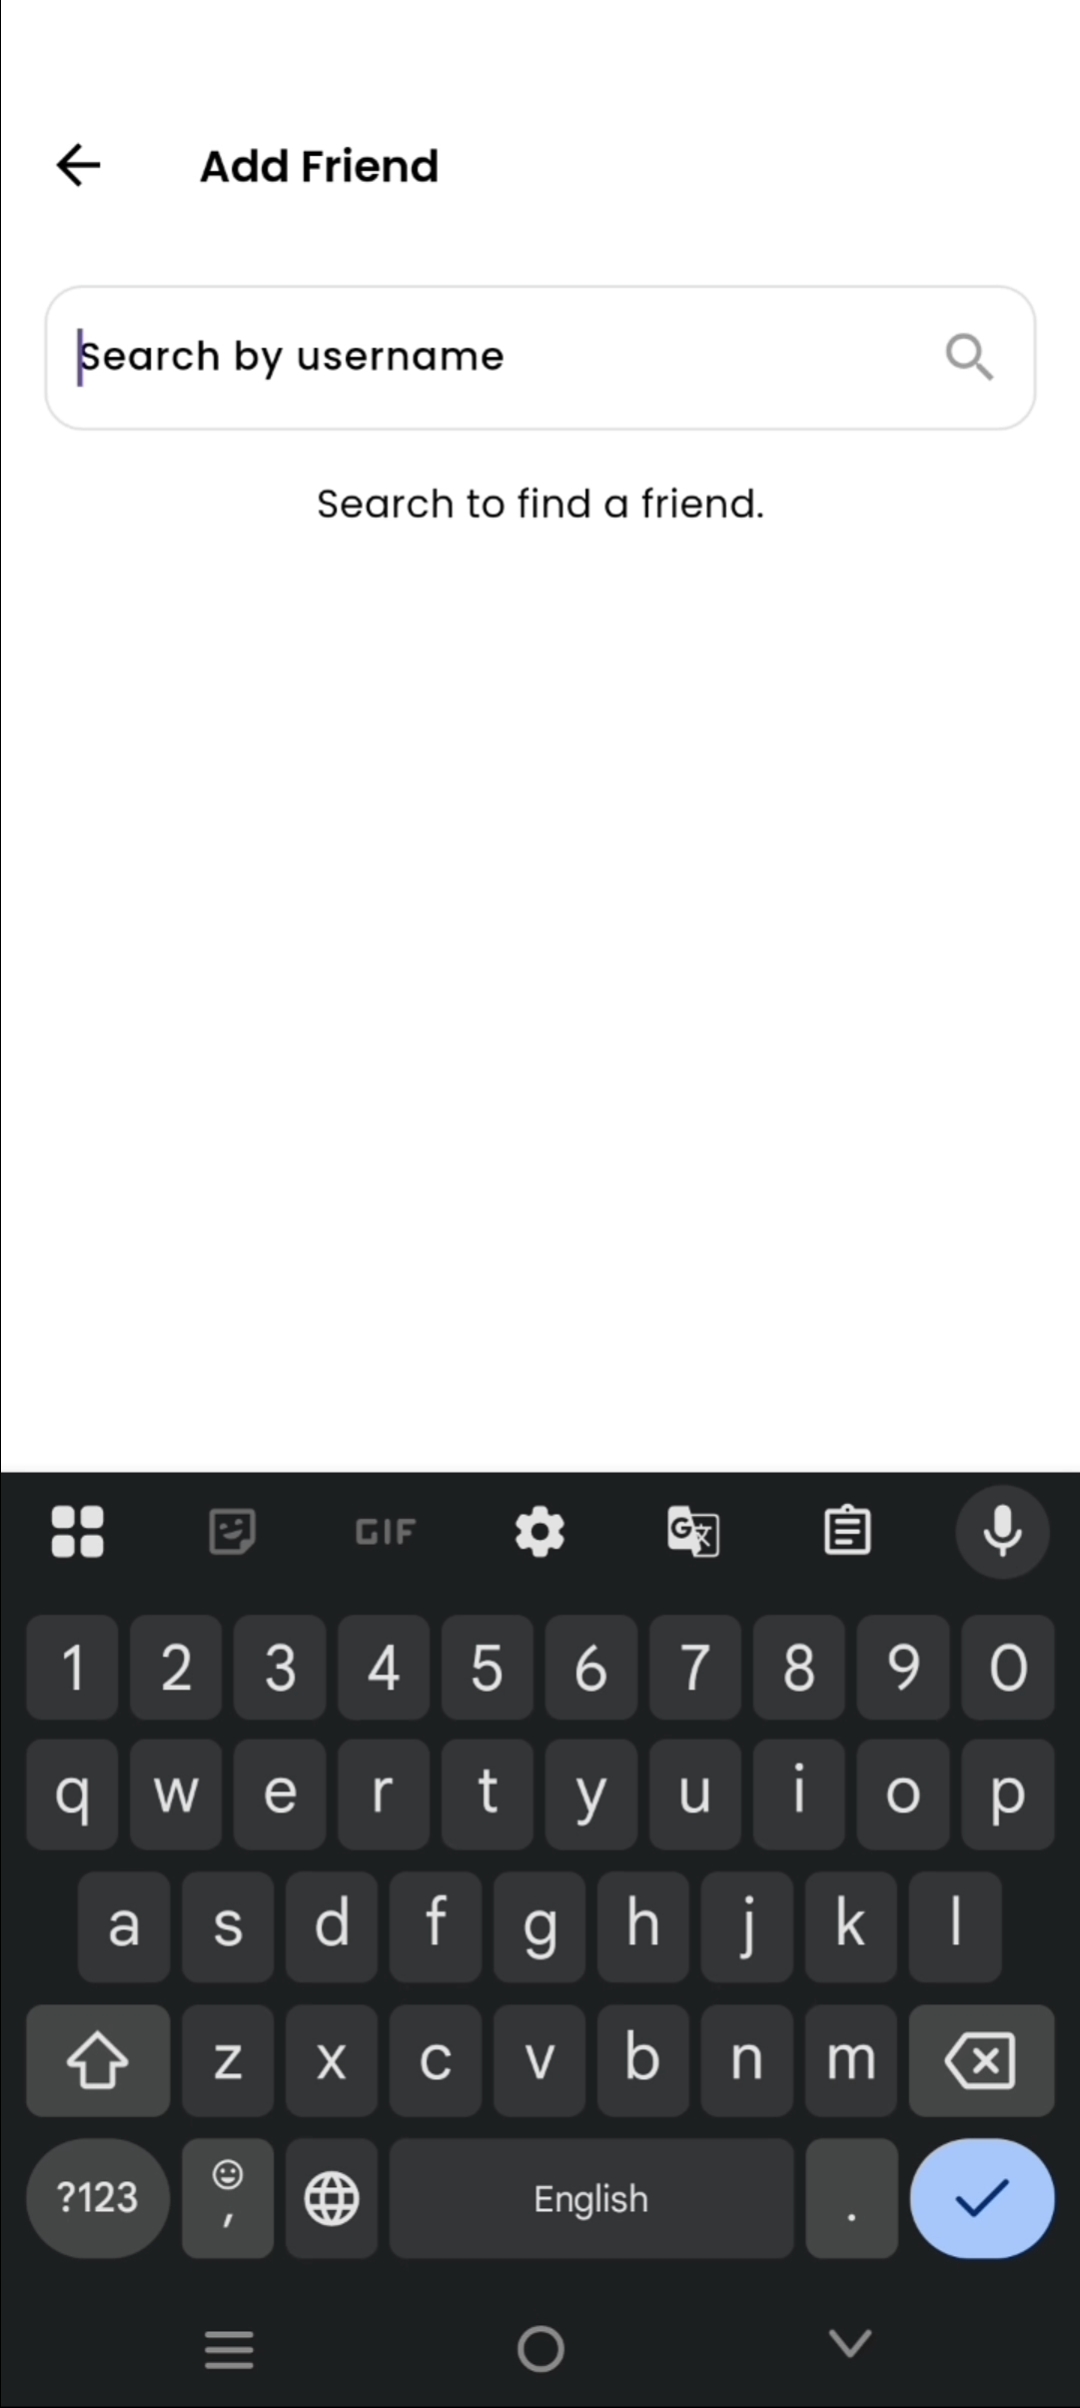 Add Friend
Search by username
Search to find a friend.
GIF
1 2 3 4 5 6 7 8 9 0
q w e r t y u i o p
a s d f g h j k l
z x c v b n m
?123 , English .